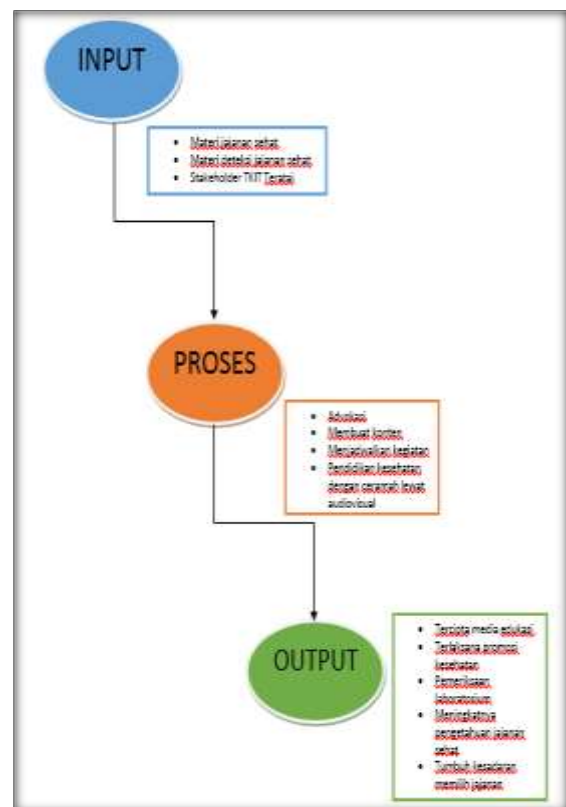 INPUT
• Materi jajanan sehat
• Materi deteksi jajanan sehat
• Stakeholder TKIT Teratai
PROSES
• Advokasi
• Membuat konten
• Menjadwalkan kegiatan
• Pendidikan kesehatan
dengan ceramah lewat
audiovisual
OUTPUT
• Tercipta media edukasi
• Terlaksana promosi
kesehatan
• Pemeriksaan
laboratorium
• Meningkatnya
pengetahuan jajanan
sehat
• Tumbuh kesadaran
memilih jajanan